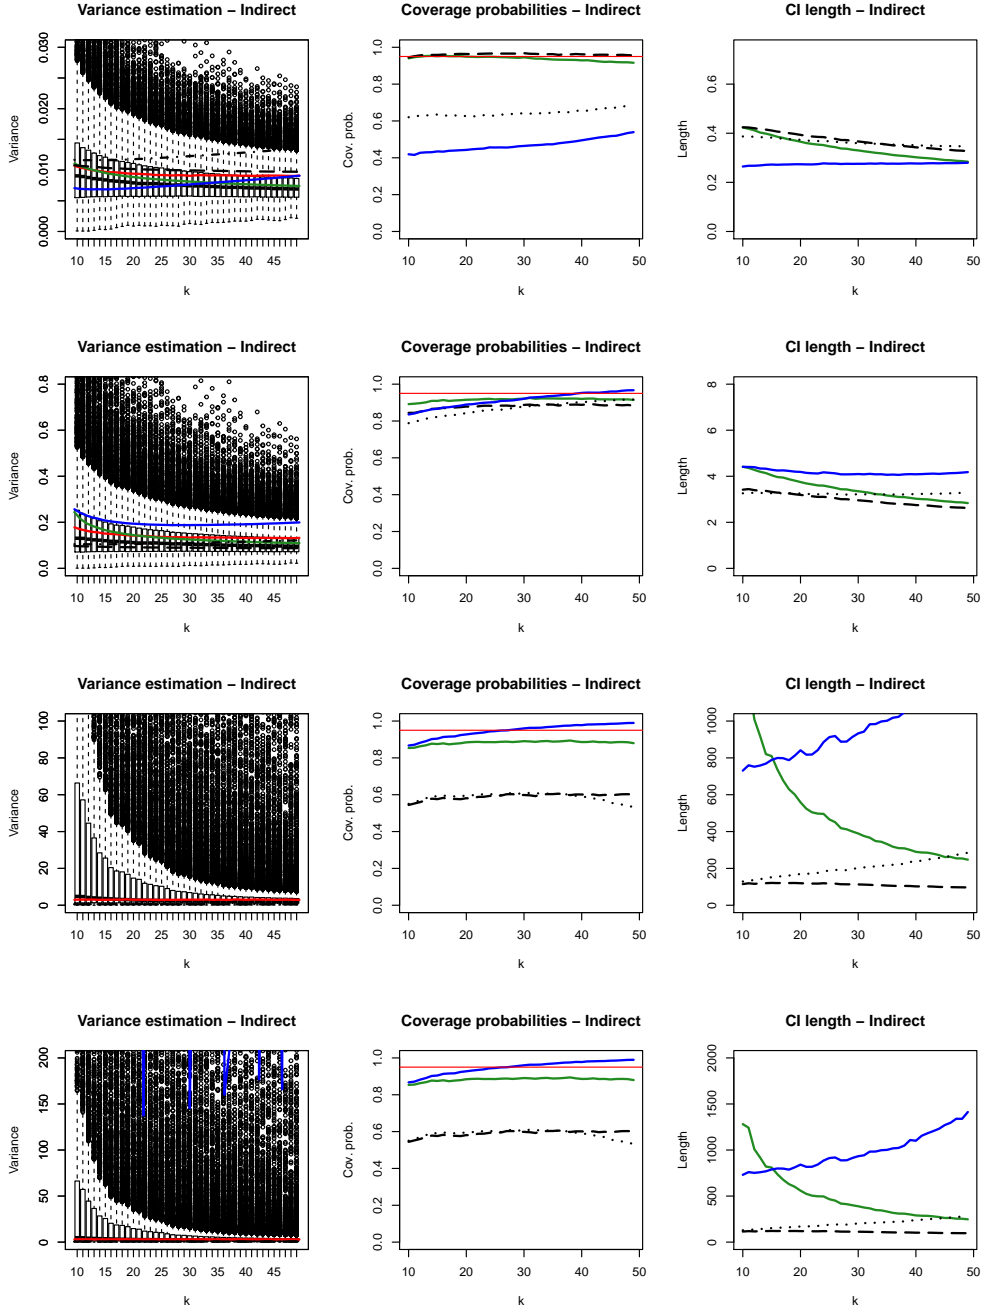 Variance estimation – Indirect
Coverage probabilities – Indirect
CI length – Indirect
Variance
0.000 0.010 0.020 0.030
10 15 20 25 30 35 40 45
k
Cov. prob.
0.0 0.2 0.4 0.6 0.8 1.0
10 20 30 40 50
k
Length
0.0 0.2 0.4 0.6
10 20 30 40 50
k
Variance estimation – Indirect
Coverage probabilities – Indirect
CI length – Indirect
Variance
0.0 0.2 0.4 0.6 0.8
10 15 20 25 30 35 40 45
k
Cov. prob.
0.0 0.2 0.4 0.6 0.8 1.0
10 20 30 40 50
k
Length
0 2 4 6 8
10 20 30 40 50
k
Variance estimation – Indirect
Coverage probabilities – Indirect
CI length – Indirect
Variance
0 20 40 60 80 100
10 15 20 25 30 35 40 45
k
Cov. prob.
0.0 0.2 0.4 0.6 0.8 1.0
10 20 30 40 50
k
Length
0 200 400 600 800 1000
10 20 30 40 50
k
Variance estimation – Indirect
Coverage probabilities – Indirect
CI length – Indirect
Variance
0 50 100 150 200
10 15 20 25 30 35 40 45
k
Cov. prob.
0.0 0.2 0.4 0.6 0.8 1.0
10 20 30 40 50
k
Length
0 500 1000 1500 2000
10 20 30 40 50
k